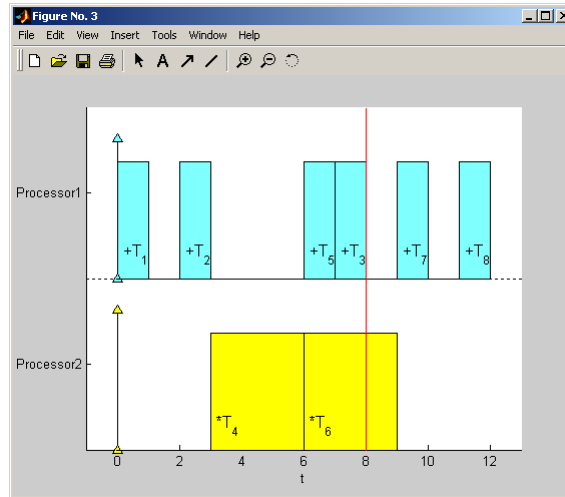 Figure No. 3
File Edit View Insert Tools Window Help
A
Processor1
+T1 +T2 +T5 +T3 +T7 +T8
Processor2
*T4 *T6
0 2 4 6 8 10 12
t